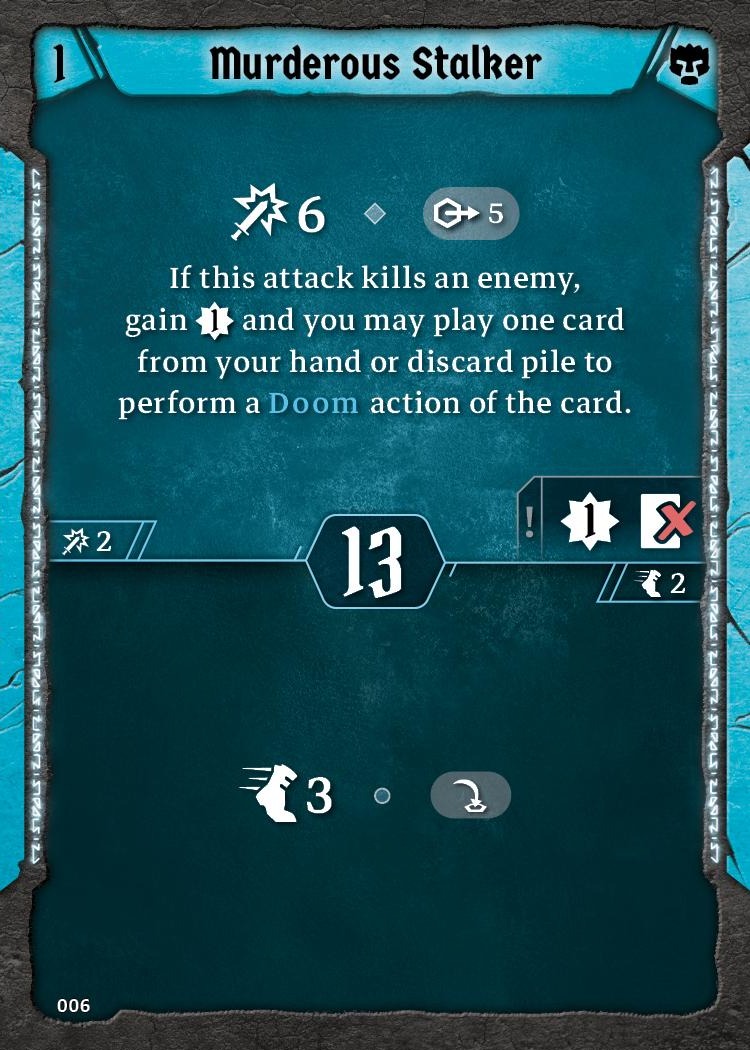 1
Murderous Stalker
6
5
If this attack kills an enemy,
gain 1 and you may play one card
from your hand or discard pile to
perform a Doom action of the card.
! 1
2
13
2
3
006